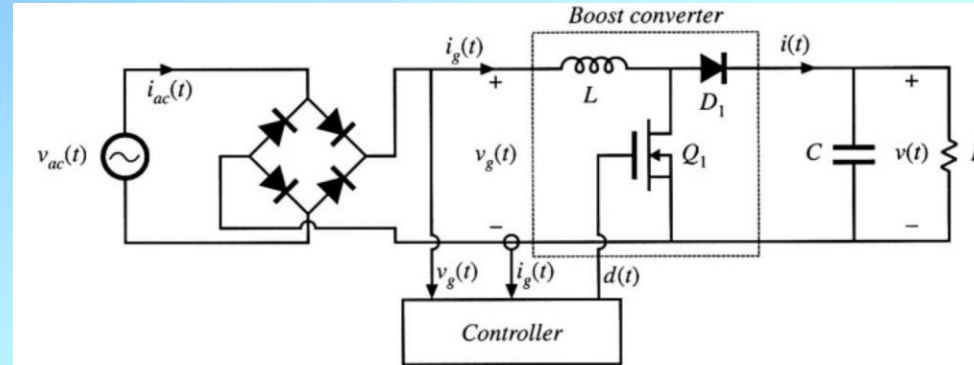 Boost converter
i_g(t)
i(t)
i_ac(t)
L
D_1
v_ac(t)
v_g(t)
Q_1
C
v(t)
v_g(t)
i_g(t)
d(t)
Controller